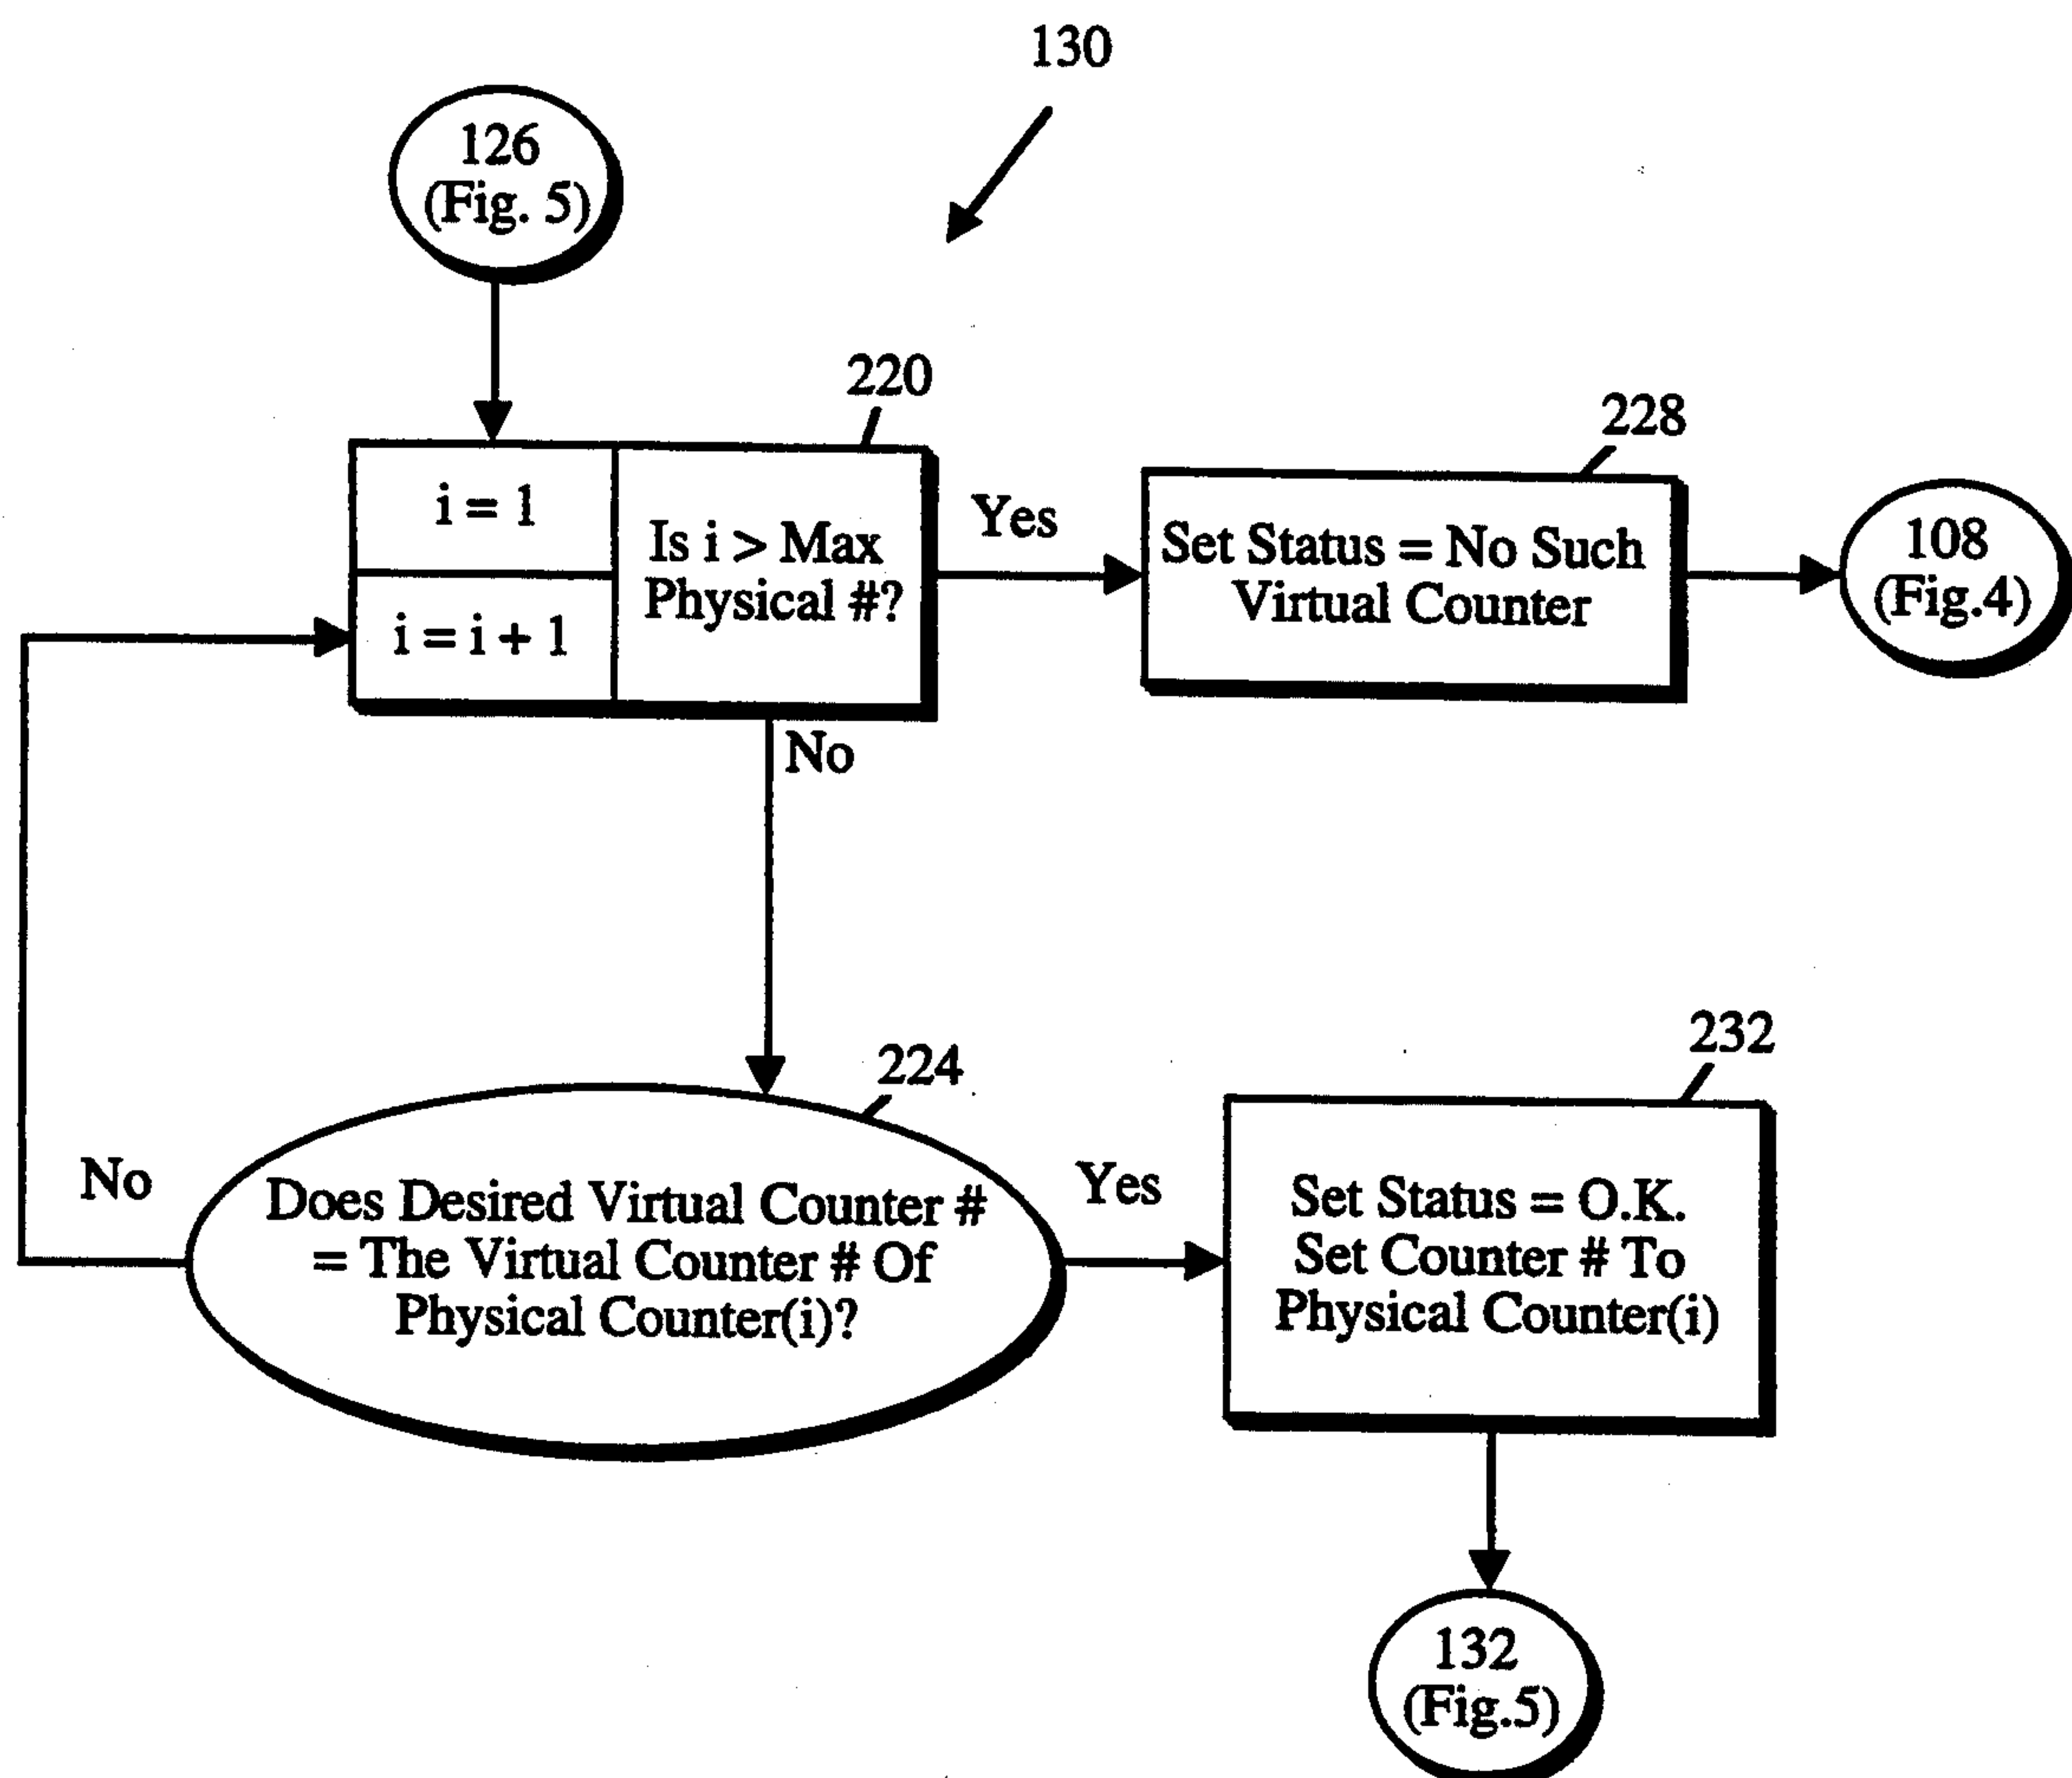 130
126
(Fig. 5)
220
i = 1
i = i + 1
Is i > Max
Physical #?
Yes
228
Set Status = No Such
Virtual Counter
108
(Fig.4)
No
224
Does Desired Virtual Counter #
= The Virtual Counter # Of
Physical Counter(i)?
No
Yes
232
Set Status = O.K.
Set Counter # To
Physical Counter(i)
132
(Fig.5)